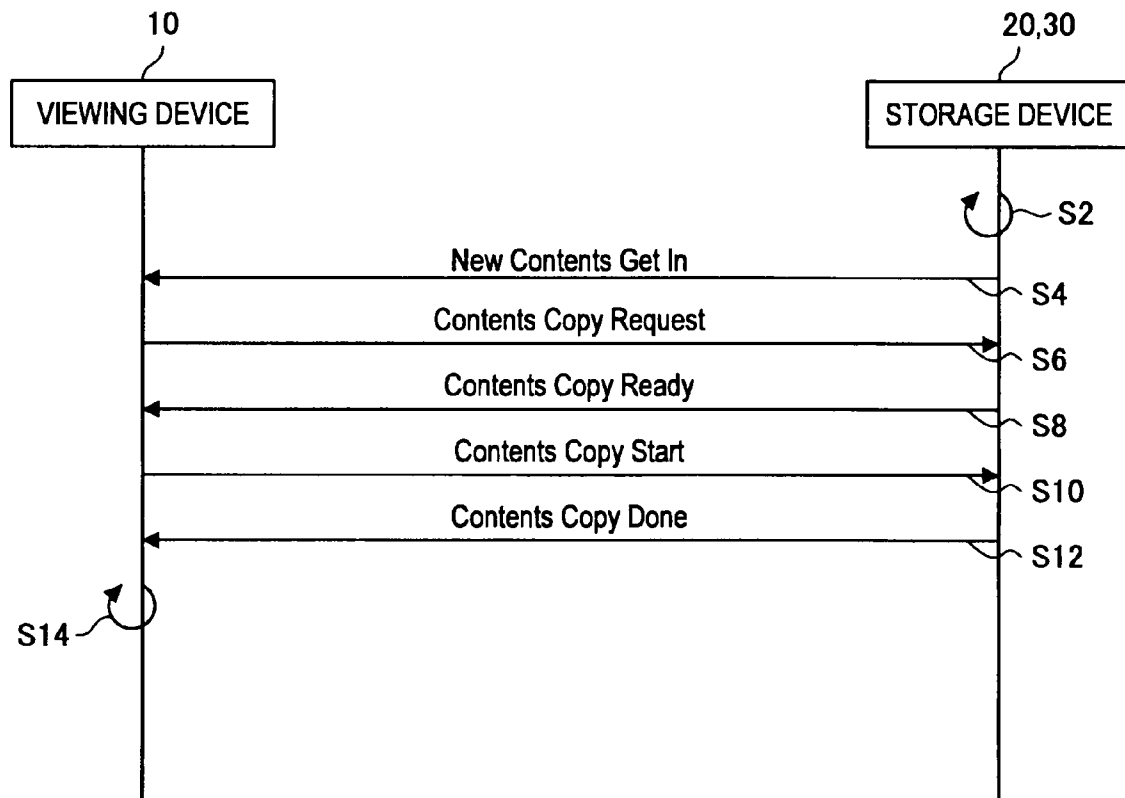 10
20,30
VIEWING DEVICE
STORAGE DEVICE
S2
New Contents Get In
S4
Contents Copy Request
S6
Contents Copy Ready
S8
Contents Copy Start
S10
Contents Copy Done
S12
S14